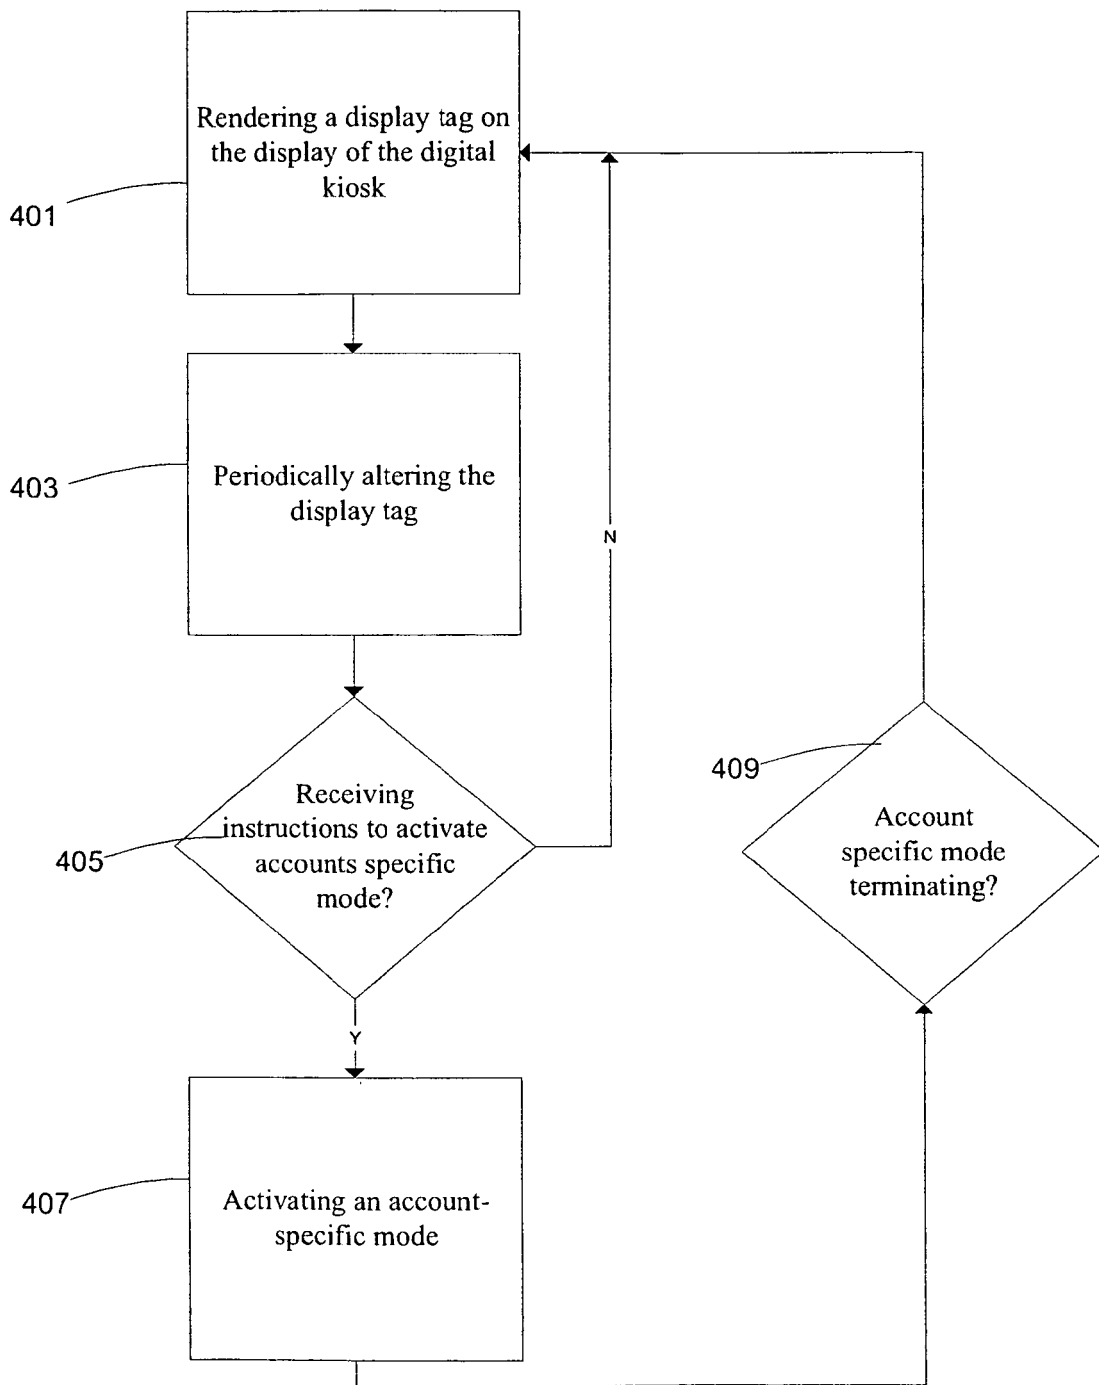 Rendering a display tag on
the display of the digital
kiosk
401
Periodically altering the
display tag
403
N
Receiving
instructions to activate
accounts specific
mode?
405
409
Account
specific mode
terminating?
Y
Activating an account-
specific mode
407